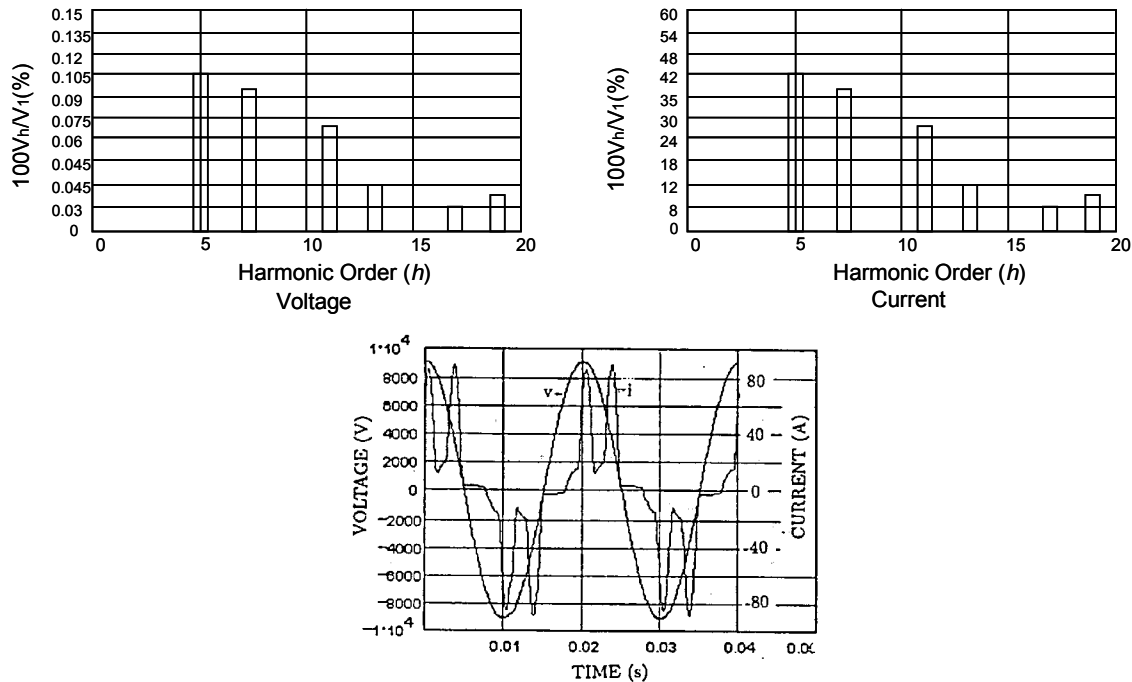 0.15
0.135
0.12
0.105
0.09
0.075
0.06
0.045
0.045
0.03
0
100Vh/V1(%)
0 5 10 15 20
Harmonic Order (h)
Voltage
60
54
48
42
35
30
24
18
12
8
0
100Vh/V1(%)
0 5 10 15 20
Harmonic Order (h)
Current
1·10⁴
8000
6000
4000
2000
0
−2000
−4000
−6000
−8000
−1·10⁴
VOLTAGE (V)
v
i
80
40
0
-40
-80
CURRENT (A)
0.01 0.02 0.03 0.04
TIME (s)